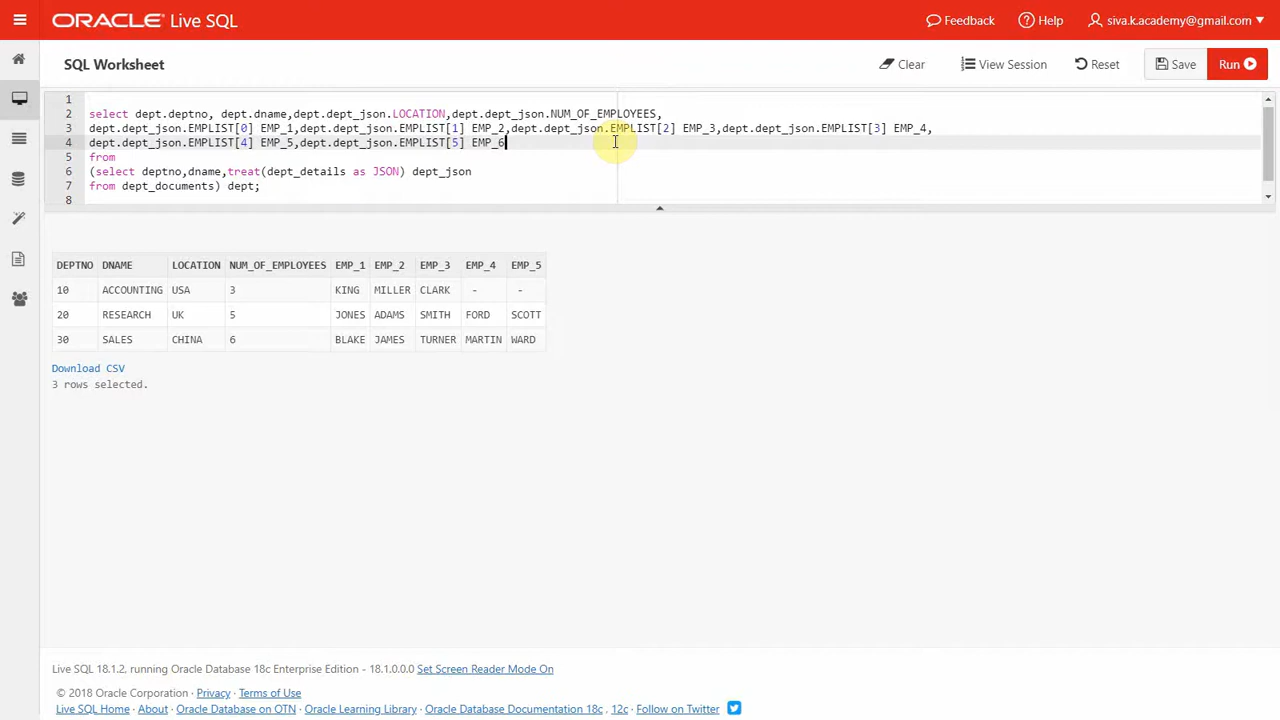 ORACLE Live SQL
Feedback
Help
siva.k.academy@gmail.com
SQL Worksheet
Clear
View Session
Reset
Save
Run
1
2 select dept.deptno, dept.dname,dept.dept_json.LOCATION,dept.dept_json.NUM_OF_EMPLOYEES,
3 dept.dept_json.EMPLIST[0] EMP_1,dept.dept_json.EMPLIST[1] EMP_2,dept.dept_json.EMPLIST[2] EMP_3,dept.dept_json.EMPLIST[3] EMP_4,
4 dept.dept_json.EMPLIST[4] EMP_5,dept.dept_json.EMPLIST[5] EMP_6
5 from
6 (select deptno,dname,treat(dept_details as JSON) dept_json
7 from dept_documents) dept;
8
DEPTNO DNAME LOCATION NUM_OF_EMPLOYEES EMP_1 EMP_2 EMP_3 EMP_4 EMP_5
10 ACCOUNTING USA 3 KING MILLER CLARK - -
20 RESEARCH UK 5 JONES ADAMS SMITH FORD SCOTT
30 SALES CHINA 6 BLAKE JAMES TURNER MARTIN WARD
Download CSV
3 rows selected.
Live SQL 18.1.2, running Oracle Database 18c Enterprise Edition - 18.1.0.0.0 Set Screen Reader Mode On
© 2018 Oracle Corporation · Privacy · Terms of Use
Live SQL Home · About · Oracle Database on OTN · Oracle Learning Library · Oracle Database Documentation 18c, 12c · Follow on Twitter